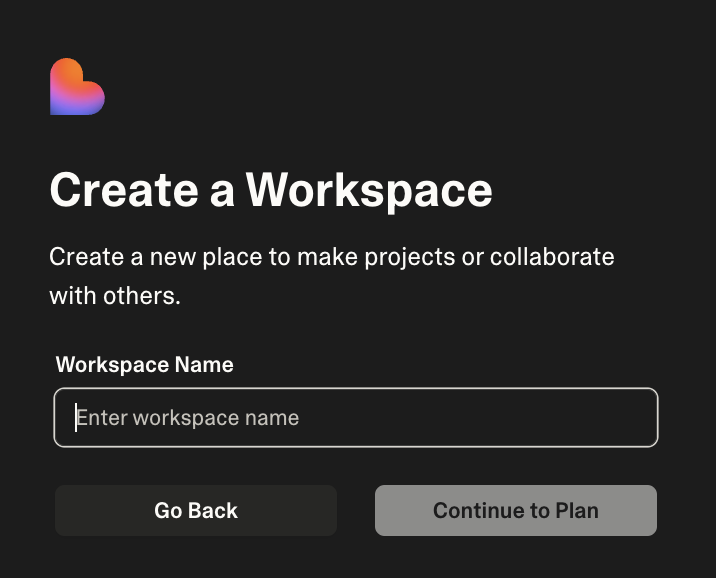 Create a Workspace
Create a new place to make projects or collaborate
with others.
Workspace Name
Enter workspace name
Go Back
Continue to Plan